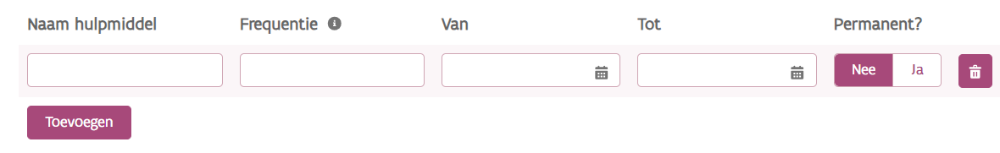 Naam hulpmiddel Frequentie Van Tot Permanent?
Nee Ja
Toevoegen